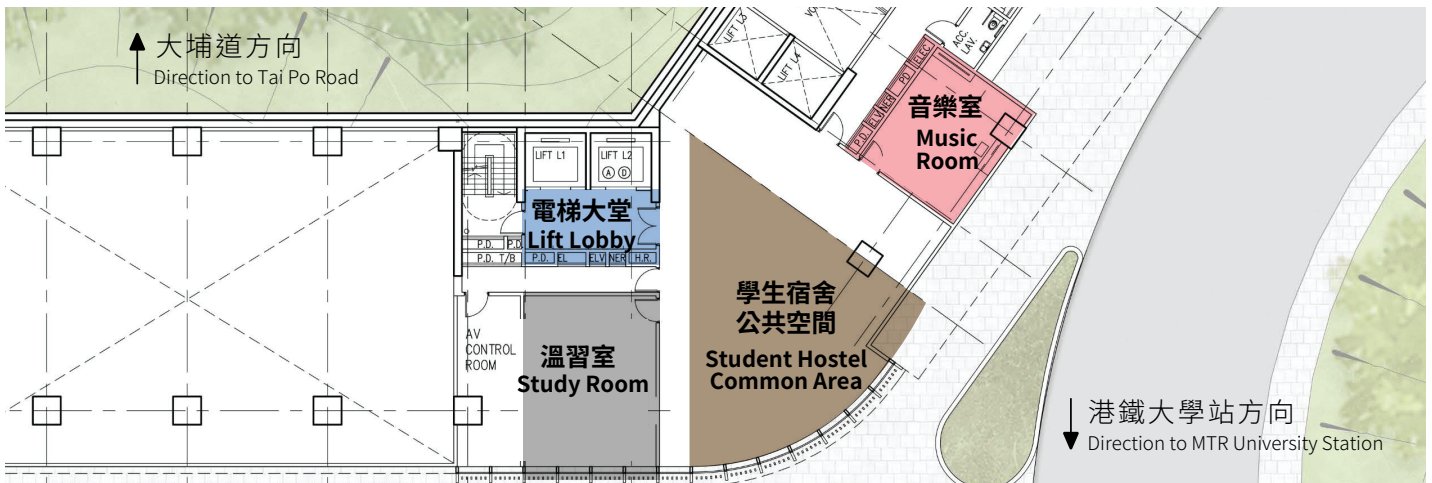 大埔道方向
Direction to Tai Po Road
LIFT L3
LIFT L4
ACC.
LAV.
P.D.
ELV
NER
PD
ELEC.
音樂室
Music
Room
LIFT L1
LIFT L2
A D
電梯大堂
Lift Lobby
P.D.
P.D.
P.D. T/B
P.D.
EL
ELV
NER
H.R.
AV
CONTROL
ROOM
溫習室
Study Room
學生宿舍
公共空間
Student Hostel
Common Area
港鐵大學站方向
Direction to MTR University Station